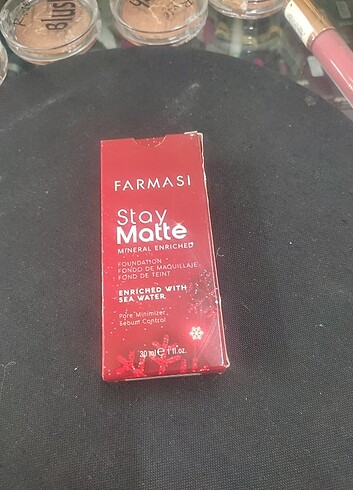 Blush
FARMASI
Stay
Matte
MINERAL ENRICHED
FOUNDATION
FONDO DE MAQUILLAJE
FOND DE TEINT
ENRICHED WITH
SEA WATER
Pore Minimizer
Sebum Control
30 ml e 1 fl.oz.